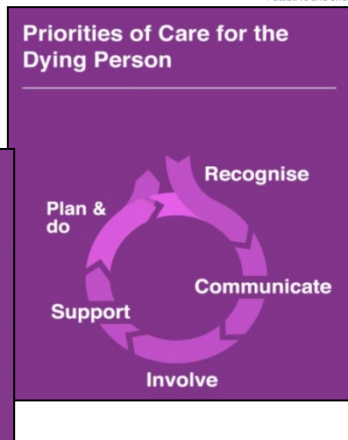 Priorities of Care for the
Dying Person
Recognise
Communicate
Involve
Support
Plan &
do